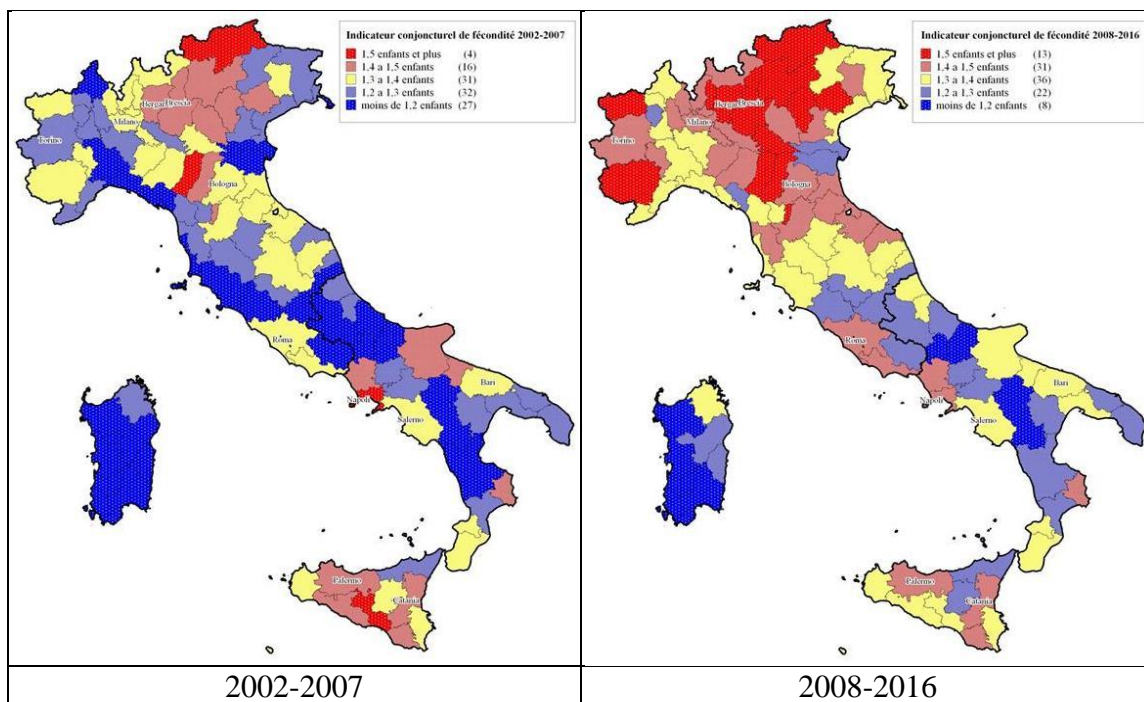 Indicateur conjoncturel de fécondité 2002-2007
1,5 enfants et plus (4)
1,4 a 1,5 enfants (16)
1,3 a 1,4 enfants (31)
1,2 a 1,3 enfants (32)
moins de 1,2 enfants (27)
Bergamo Brescia
Milano
Torino
Bologna
Roma
Napoli
Bari
Salerno
Palermo
Catania
Indicateur conjoncturel de fécondité 2008-2016
1,5 enfants et plus (13)
1,4 a 1,5 enfants (31)
1,3 a 1,4 enfants (36)
1,2 a 1,3 enfants (22)
moins de 1,2 enfants (8)
Bergamo Brescia
Milano
Torino
Bologna
Roma
Napoli
Bari
Salerno
Palermo
Catania
2002-2007
2008-2016